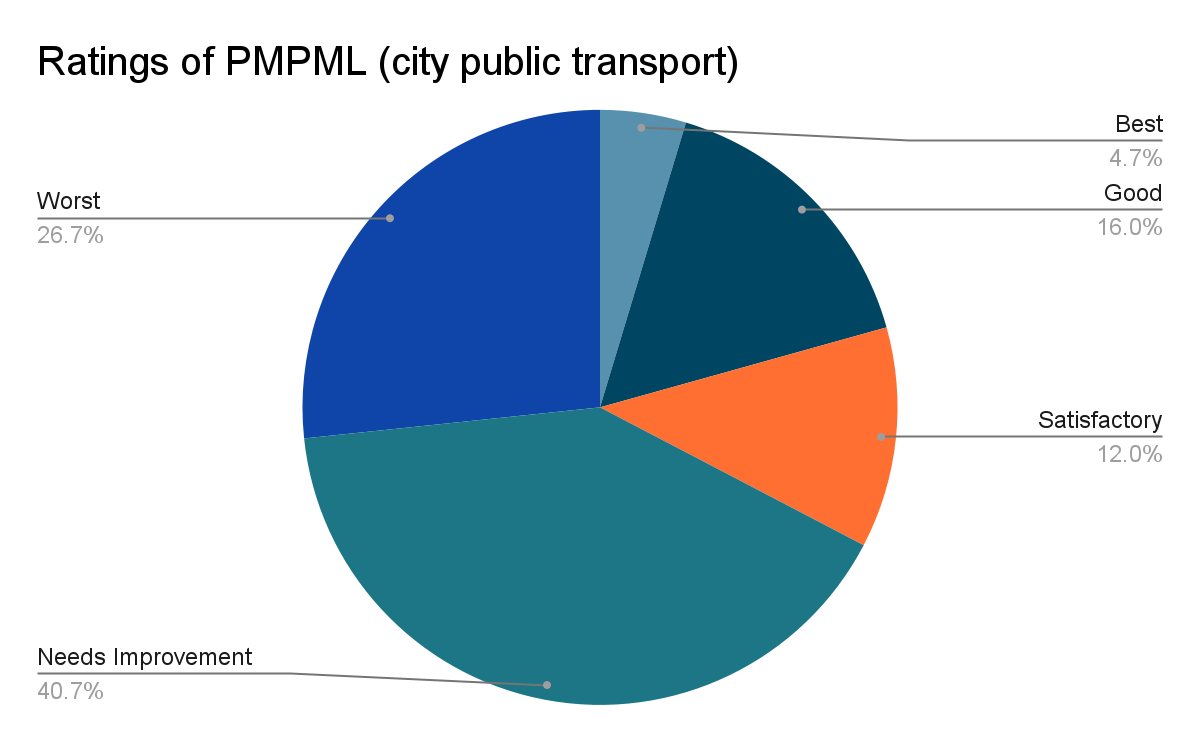 Ratings of PMPML (city public transport)
Best
4.7%
Good
16.0%
Worst
26.7%
Satisfactory
12.0%
Needs Improvement
40.7%